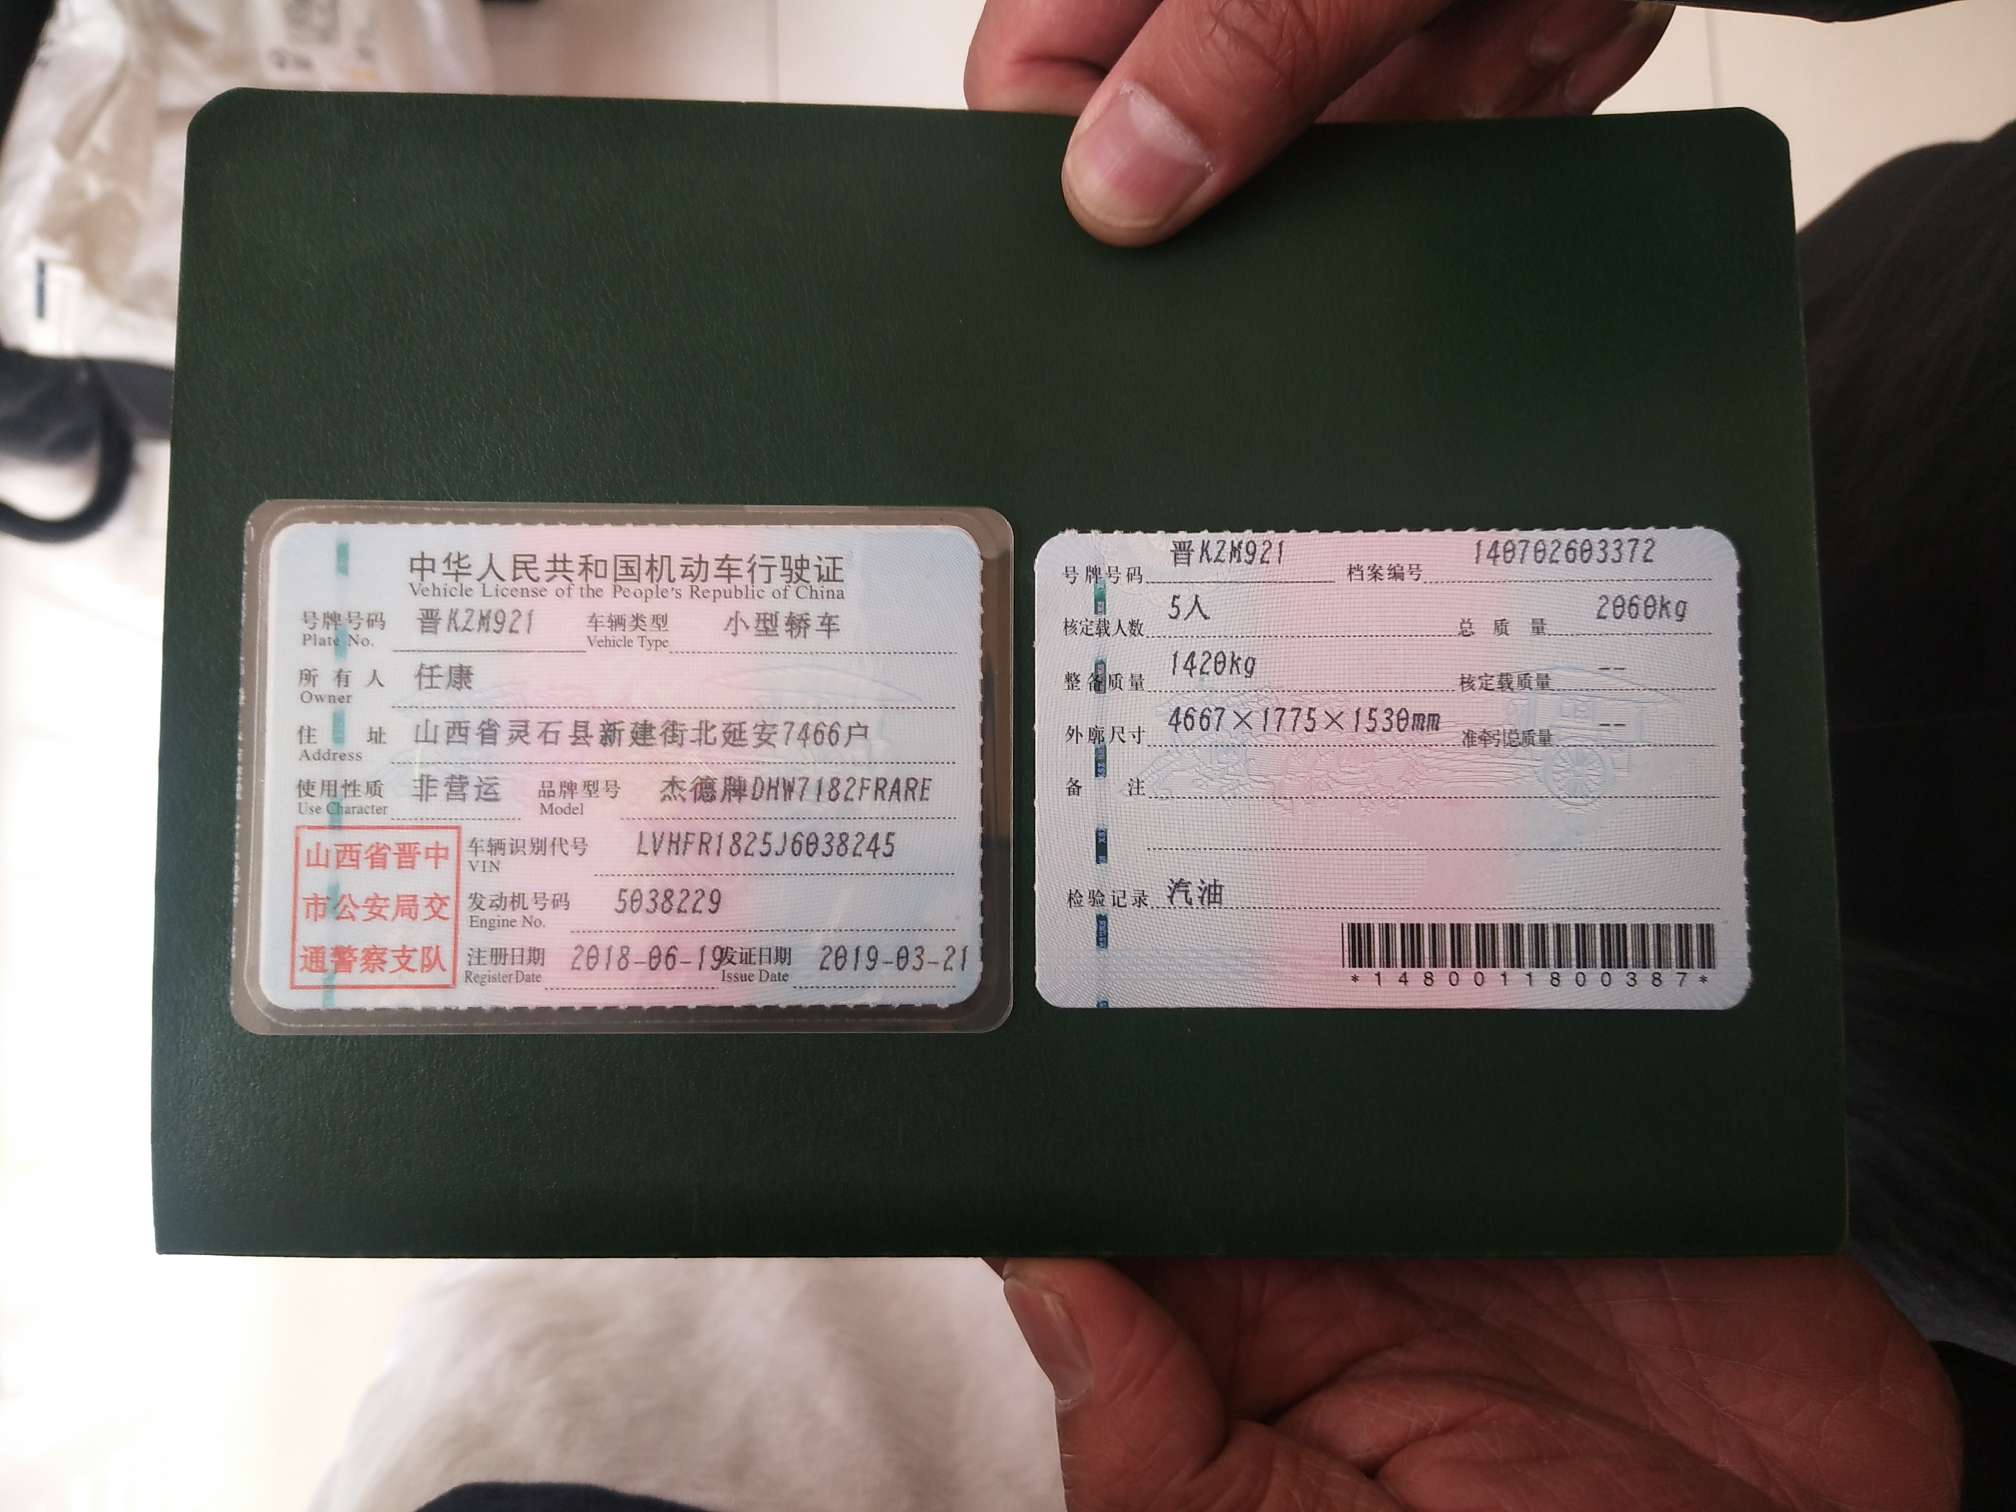 中华人民共和国机动车行驶证
Vehicle License of the People's Republic of China
号牌号码 晋KZM921 车辆类型 小型轿车
Plate No. Vehicle Type
所有人 任康
Owner
住址 山西省灵石县新建街北延安7466户
Address
使用性质 非营运 品牌型号 杰德牌DHW7182FRARE
Use Character Model
山西省晋中
市公安局交
通警察支队
车辆识别代号 LVHFR1825J6038245
VIN
发动机号码 5038229
Engine No.
注册日期 2018-06-19 发证日期 2019-03-21
Register Date Issue Date
号牌号码 晋KZM921 档案编号 140702603372
核定载人数 5人 总质量 2060kg
整备质量 1420kg 核定载质量 --
外廓尺寸 4667×1775×1530mm 准牵引总质量 --
备注
检验记录 汽油
*1480011800387*